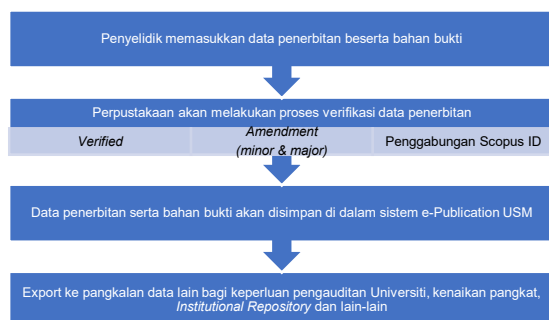 Penyelidik memasukkan data penerbitan beserta bahan bukti
Perpustakaan akan melakukan proses verifikasi data penerbitan
Verified
Amendment
(minor & major)
Penggabungan Scopus ID
Data penerbitan serta bahan bukti akan disimpan di dalam sistem e-Publication USM
Export ke pangkalan data lain bagi keperluan pengauditan Universiti, kenaikan pangkat,
Institutional Repository dan lain-lain